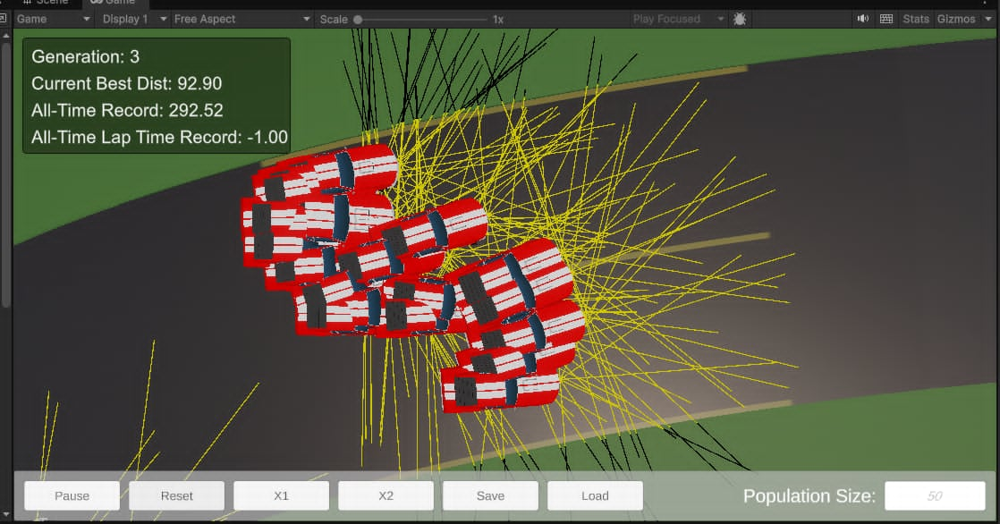 Scene Game
Game Display 1 Free Aspect Scale 1x Play Focused Stats Gizmos
Generation: 3
Current Best Dist: 92.90
All-Time Record: 292.52
All-Time Lap Time Record: -1.00
Pause Reset X1 X2 Save Load Population Size: 50